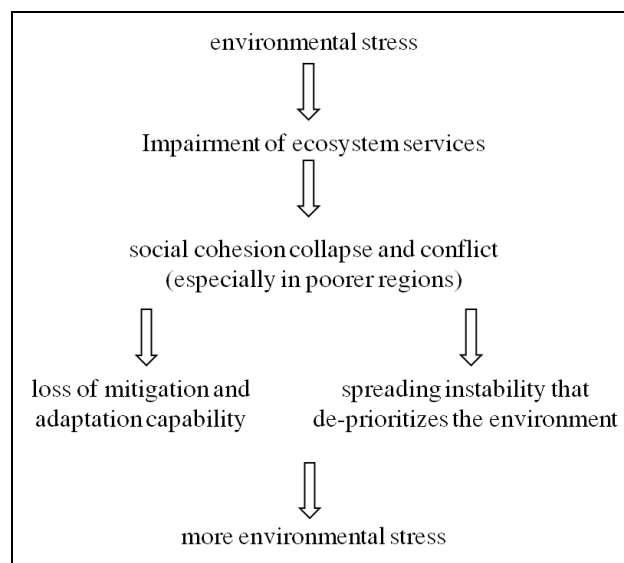 environmental stress
Impairment of ecosystem services
social cohesion collapse and conflict
(especially in poorer regions)
loss of mitigation and
adaptation capability
spreading instability that
de-prioritizes the environment
more environmental stress